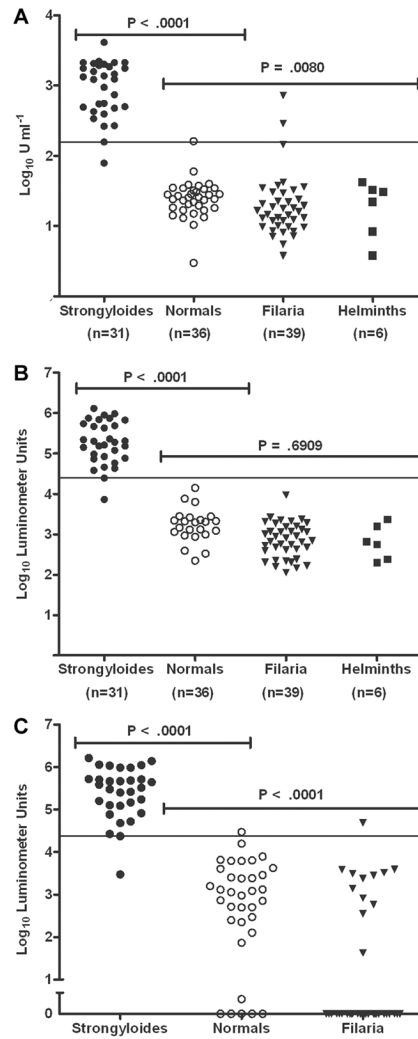 A
P < .0001
P = .0080
Log10 U ml-1
4
3
2
1
Strongyloides Normals Filaria Helminths
(n=31) (n=36) (n=39) (n=6)
B
P < .0001
P = .6909
Log10 Luminometer Units
7
6
5
4
3
2
1
Strongyloides Normals Filaria Helminths
(n=31) (n=36) (n=39) (n=6)
C
P < .0001
P < .0001
Log10 Luminometer Units
7
6
5
4
3
2
1
0
Strongyloides Normals Filaria